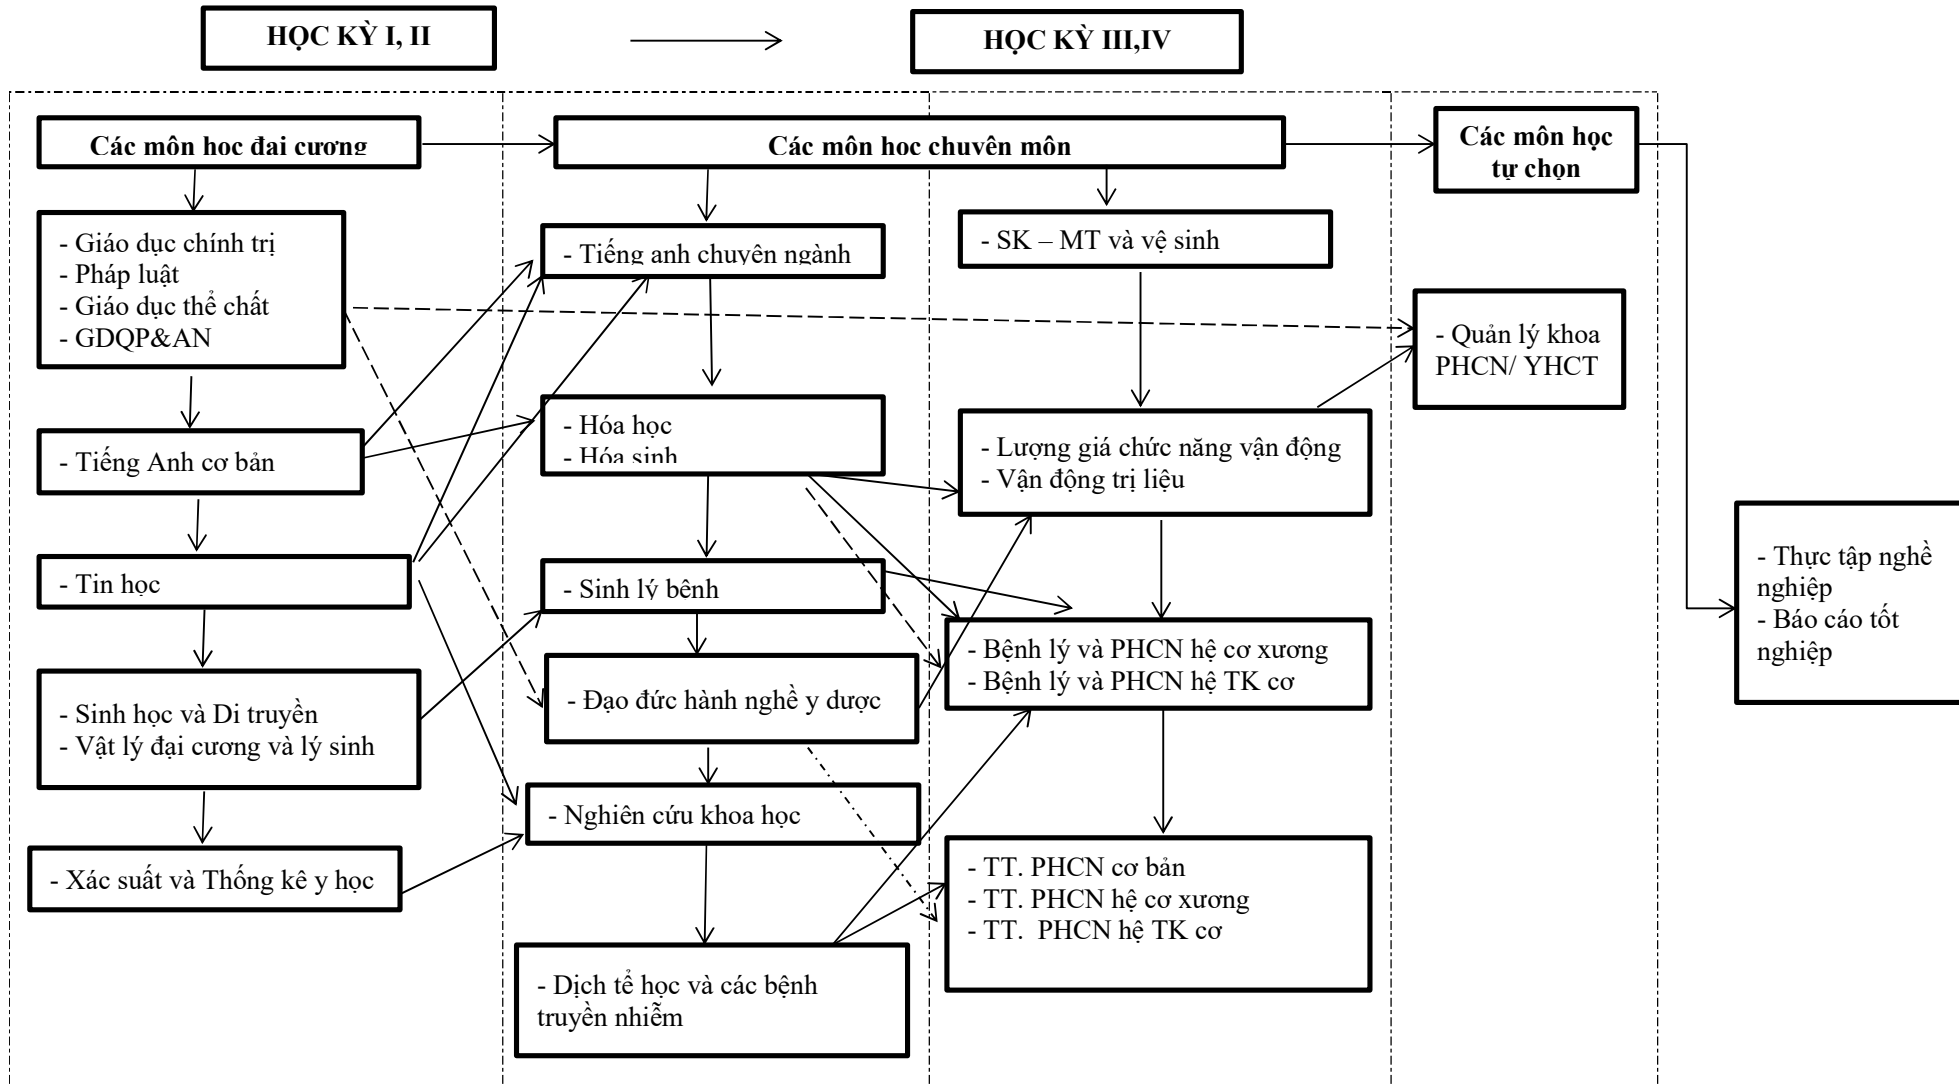 HỌC KỲ I, II
HỌC KỲ III,IV
Các môn học đại cương
Các môn học chuyên môn
Các môn học
tự chọn
- Giáo dục chính trị
- Pháp luật
- Giáo dục thể chất
- GDQP&AN
- Tiếng Anh cơ bản
- Tin học
- Sinh học và Di truyền
- Vật lý đại cương và lý sinh
- Xác suất và Thống kê y học
- Tiếng anh chuyên ngành
- Hóa học
- Hóa sinh
- Sinh lý bệnh
- Đạo đức hành nghề y dược
- Nghiên cứu khoa học
- Dịch tể học và các bệnh
truyền nhiễm
- SK – MT và vệ sinh
- Lượng giá chức năng vận động
- Vận động trị liệu
- Bệnh lý và PHCN hệ cơ xương
- Bệnh lý và PHCN hệ TK cơ
- TT. PHCN cơ bản
- TT. PHCN hệ cơ xương
- TT.  PHCN hệ TK cơ
- Quản lý khoa
PHCN/ YHCT
- Thực tập nghề
nghiệp
- Báo cáo tốt
nghiệp